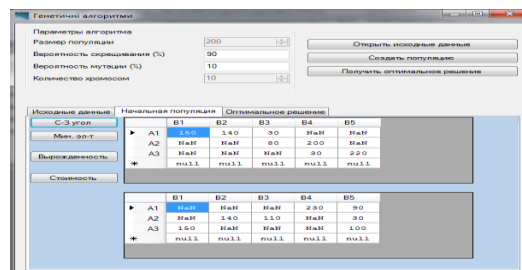 Генетичні алгоритми
Параметры алгоритма
Размер популяции 200
Вероятность скрещивания (%) 90
Вероятность мутации (%) 10
Количество хромосом 10
Открыть исходные данные
Создать популяцию
Получить оптимальное решение
Исходные данные Начальная популяция Оптимальное решение
С-З угол
Мин. эл-т
Вырожденность
Стоимость
B1 B2 B3 B4 B5
A1 150 140 30 NaN NaN
A2 NaN NaN 80 200 NaN
A3 NaN NaN NaN 30 220
null null null null null
B1 B2 B3 B4 B5
A1 NaN NaN NaN 230 90
A2 NaN 140 110 NaN 30
A3 150 NaN NaN NaN 100
null null null null null